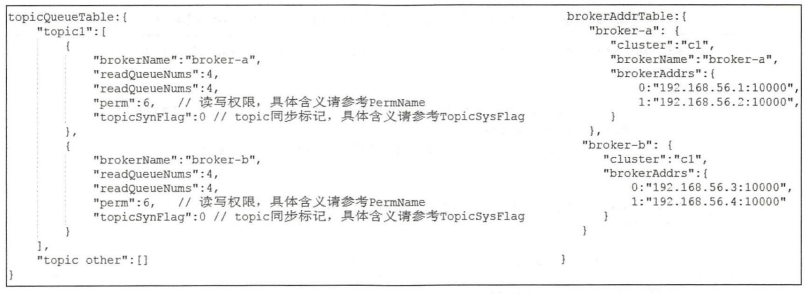 topicQueueTable:{
    "topic1":[
        {
            "brokerName":"broker-a",
            "readQueueNums":4,
            "readQueueNums":4,
            "perm":6,   // 读写权限，具体含义请参考PermName
            "topicSynFlag":0 // topic同步标记，具体含义请参考TopicSysFlag
        },
        {
            "brokerName":"broker-b",
            "readQueueNums":4,
            "readQueueNums":4,
            "perm":6,   // 读写权限，具体含义请参考PermName
            "topicSynFlag":0 // topic同步标记，具体含义请参考TopicSysFlag
        }
    ],
    "topic other":[]
}
brokerAddrTable:{
    "broker-a": {
        "cluster":"c1",
        "brokerName":"broker-a",
        "brokerAddrs":{
            0:"192.168.56.1:10000",
            1:"192.168.56.2:10000",
        }
    },
    "broker-b": {
        "cluster":"c1",
        "brokerAddrs":{
            0:"192.168.56.3:10000",
            1:"192.168.56.4:10000"
        }
    }
}